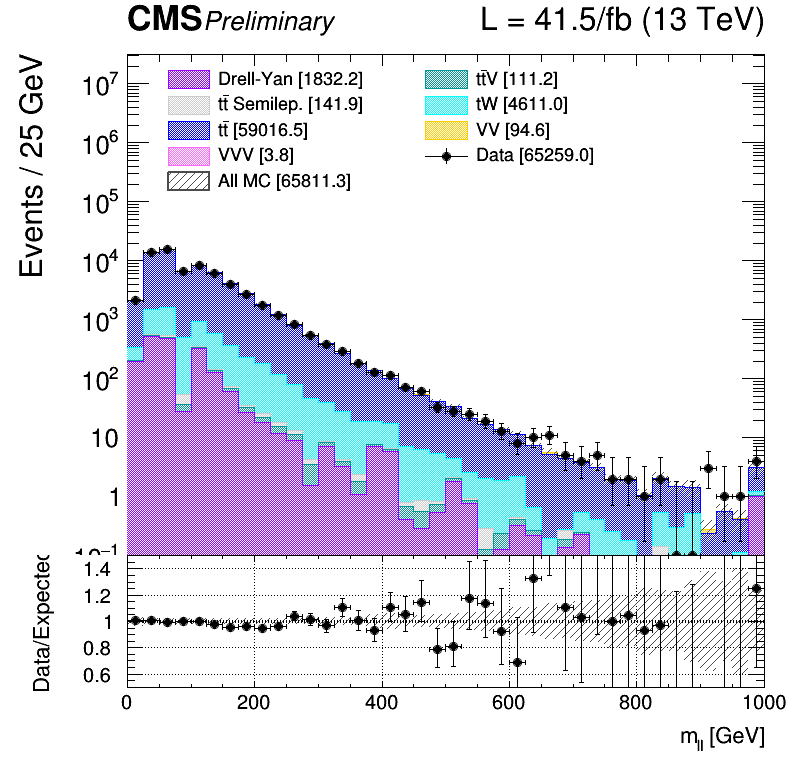 CMS Preliminary L = 41.5/fb (13 TeV)
Events / 25 GeV
10⁷
10⁶
10⁵
10⁴
10³
10²
10
1
10⁻¹
Drell-Yan [1832.2]
tt̄ Semilep. [141.9]
tt̄ [59016.5]
VVV [3.8]
All MC [65811.3]
tt̄V [111.2]
tW [4611.0]
VV [94.6]
Data [65259.0]
Data/Expected
1.4
1.2
1
0.8
0.6
0 200 400 600 800 1000
m_ll [GeV]